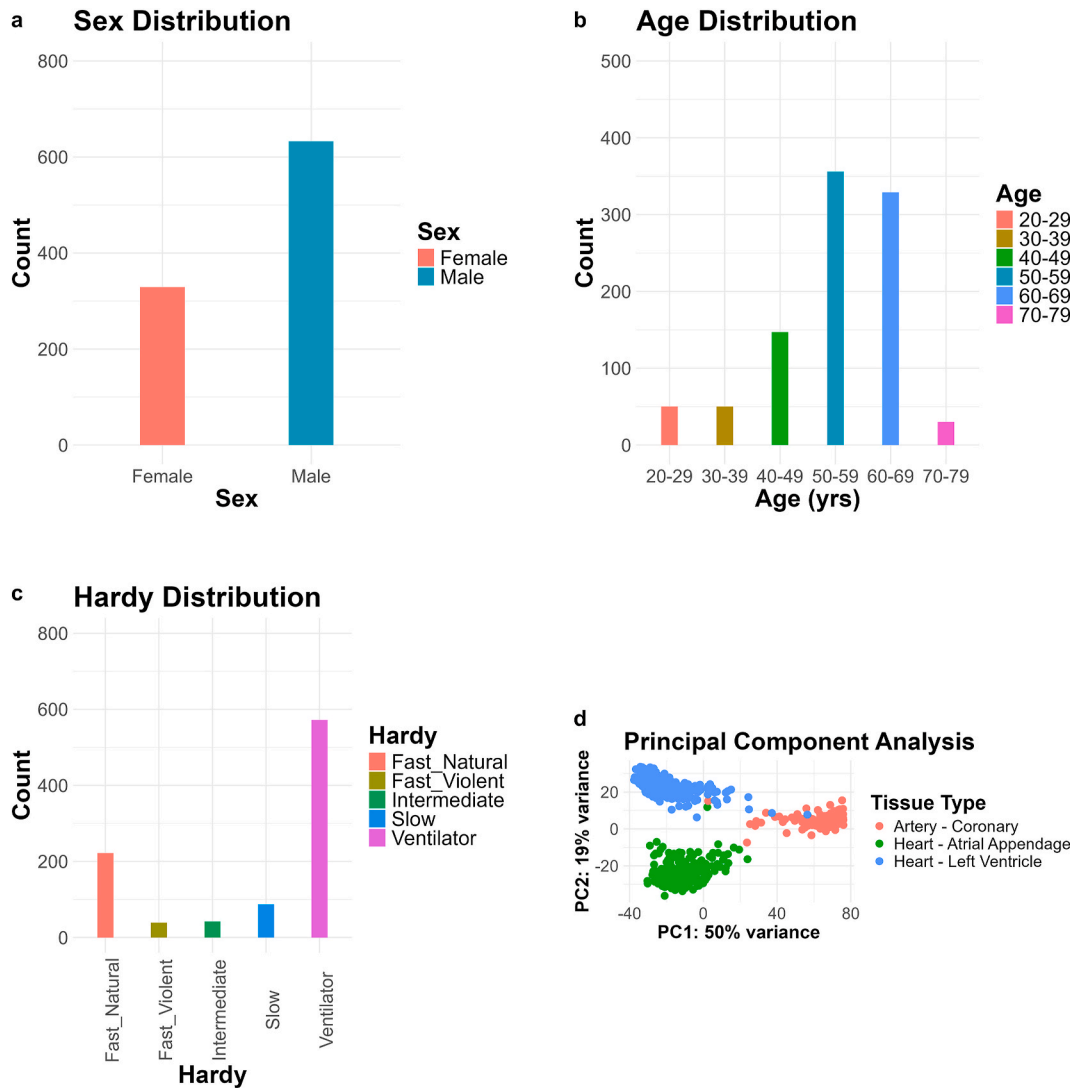 a Sex Distribution
800
600
400
200
0
Count
Female Male
Sex
Sex
Female
Male
b Age Distribution
500
400
300
200
100
0
Count
20-29 30-39 40-49 50-59 60-69 70-79
Age (yrs)
Age
20-29
30-39
40-49
50-59
60-69
70-79
c Hardy Distribution
800
600
400
200
0
Count
Fast_Natural
Fast_Violent
Intermediate
Slow
Ventilator
Hardy
Hardy
Fast_Natural
Fast_Violent
Intermediate
Slow
Ventilator
d
Principal Component Analysis
PC2: 19% variance
20
0
-20
-40 0 40 80
PC1: 50% variance
Tissue Type
Artery - Coronary
Heart - Atrial Appendage
Heart - Left Ventricle